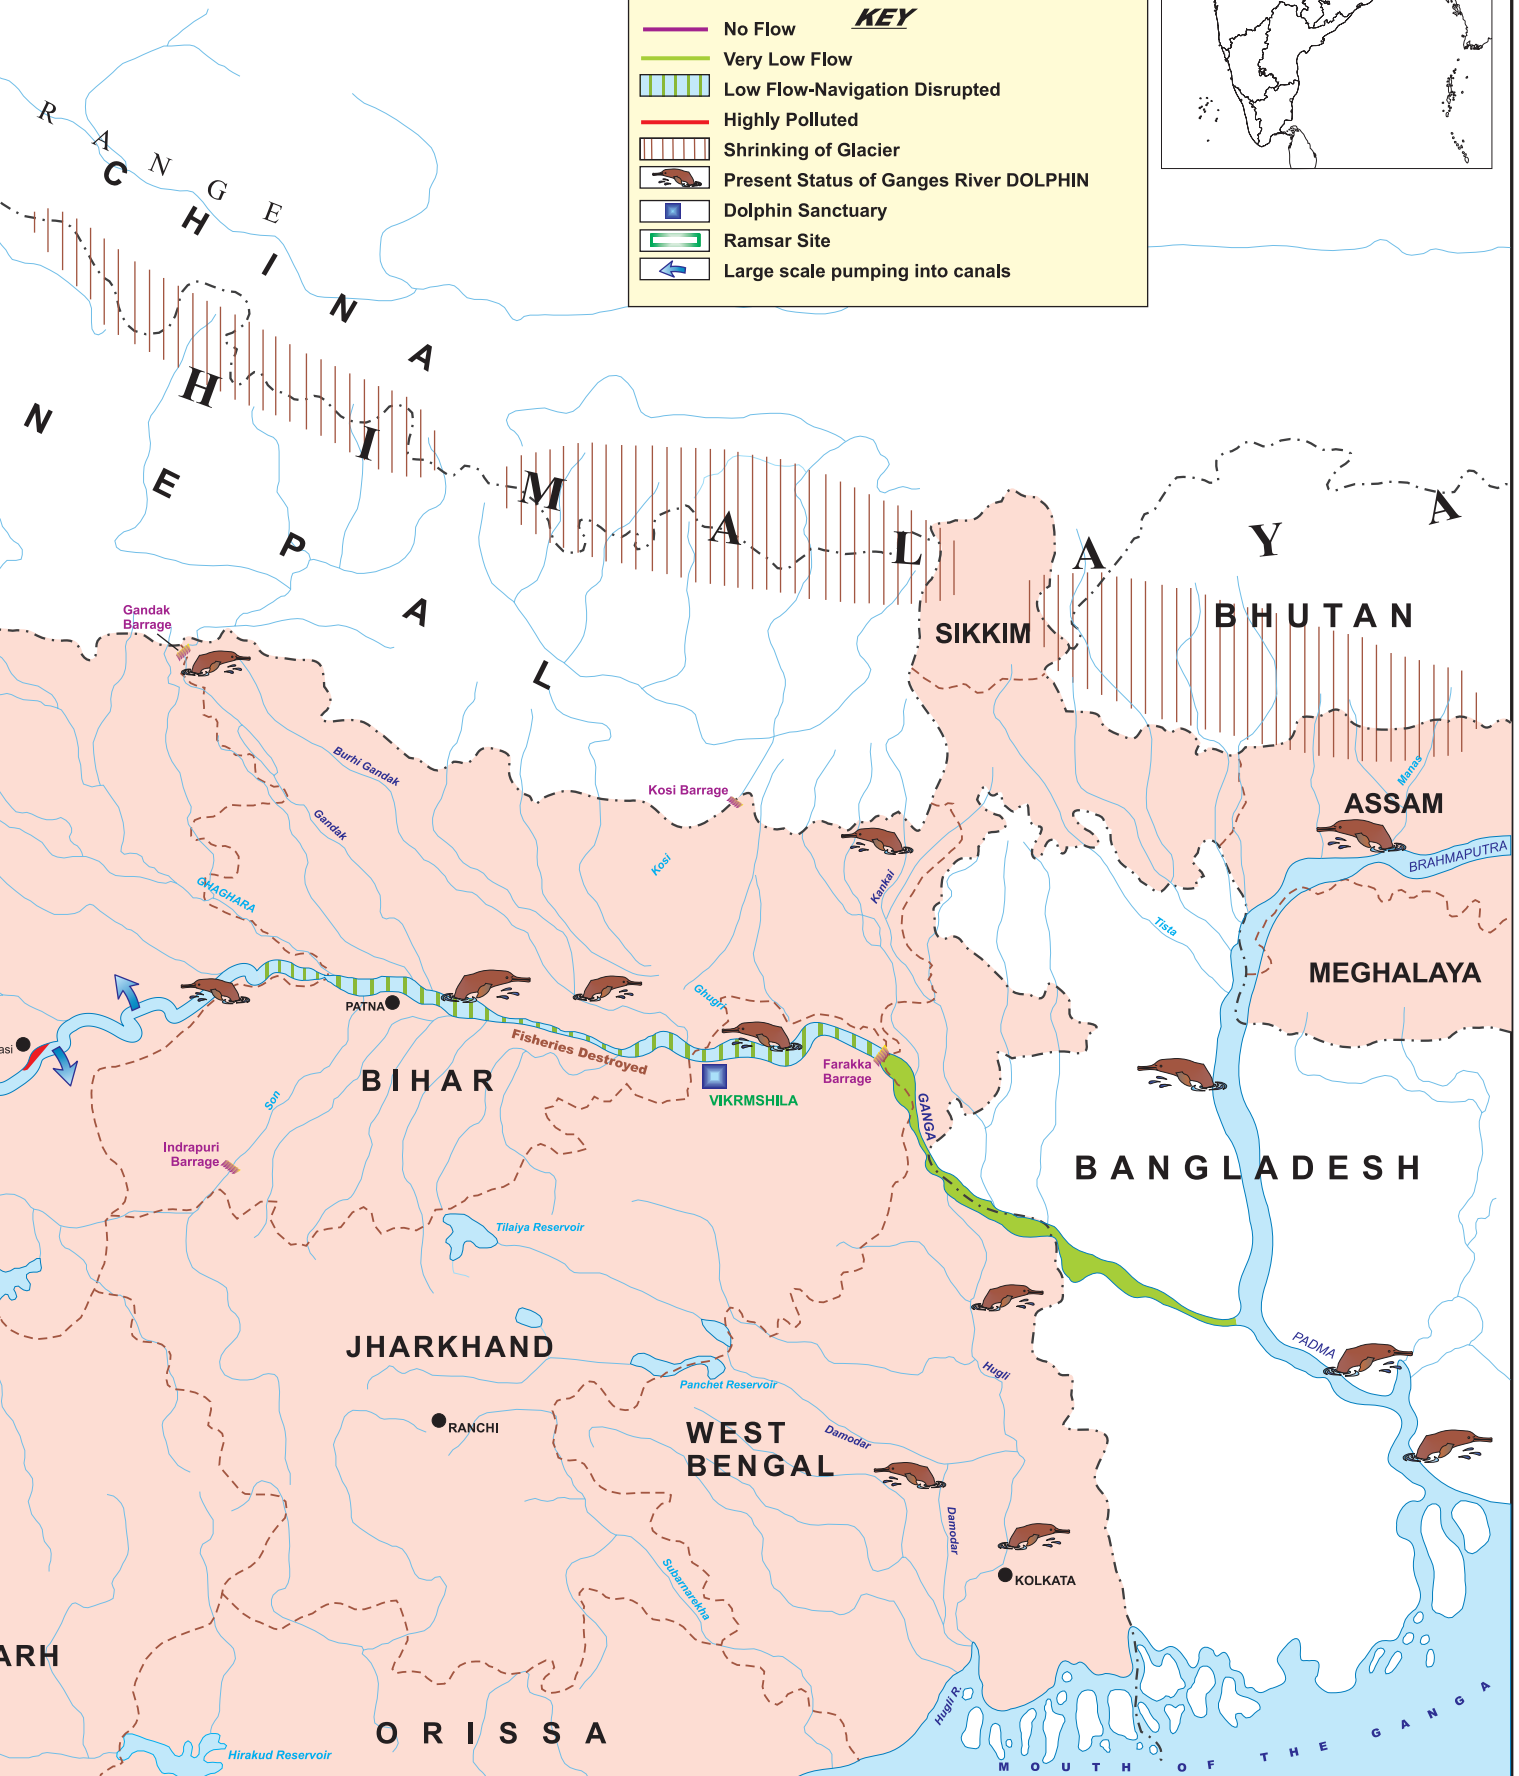 KEY
No Flow
Very Low Flow
Low Flow-Navigation Disrupted
Highly Polluted
Shrinking of Glacier
Present Status of Ganges River DOLPHIN
Dolphin Sanctuary
Ramsar Site
Large scale pumping into canals
RANGE
CHINA
HIMALAYA
NEPAL
BHUTAN
SIKKIM
Gandak
Barrage
Burhi Gandak
Gandak
Kosi Barrage
Kosi
Kankai
Manas
ASSAM
BRAHMAPUTRA
GHAGHARA
Tista
MEGHALAYA
PATNA
Ghugri
Fisheries Destroyed
asi
BIHAR
Farakka
Barrage
VIKRMSHILA
GANGA
Son
Indrapuri
Barrage
BANGLADESH
Tilaiya Reservoir
JHARKHAND
PADMA
Panchet Reservoir
Hugli
RANCHI
WEST
BENGAL
Damodar
Damodar
Subarnarekha
KOLKATA
ARH
Hugli R.
ORISSA
Hirakud Reservoir
MOUTH OF THE GANGA